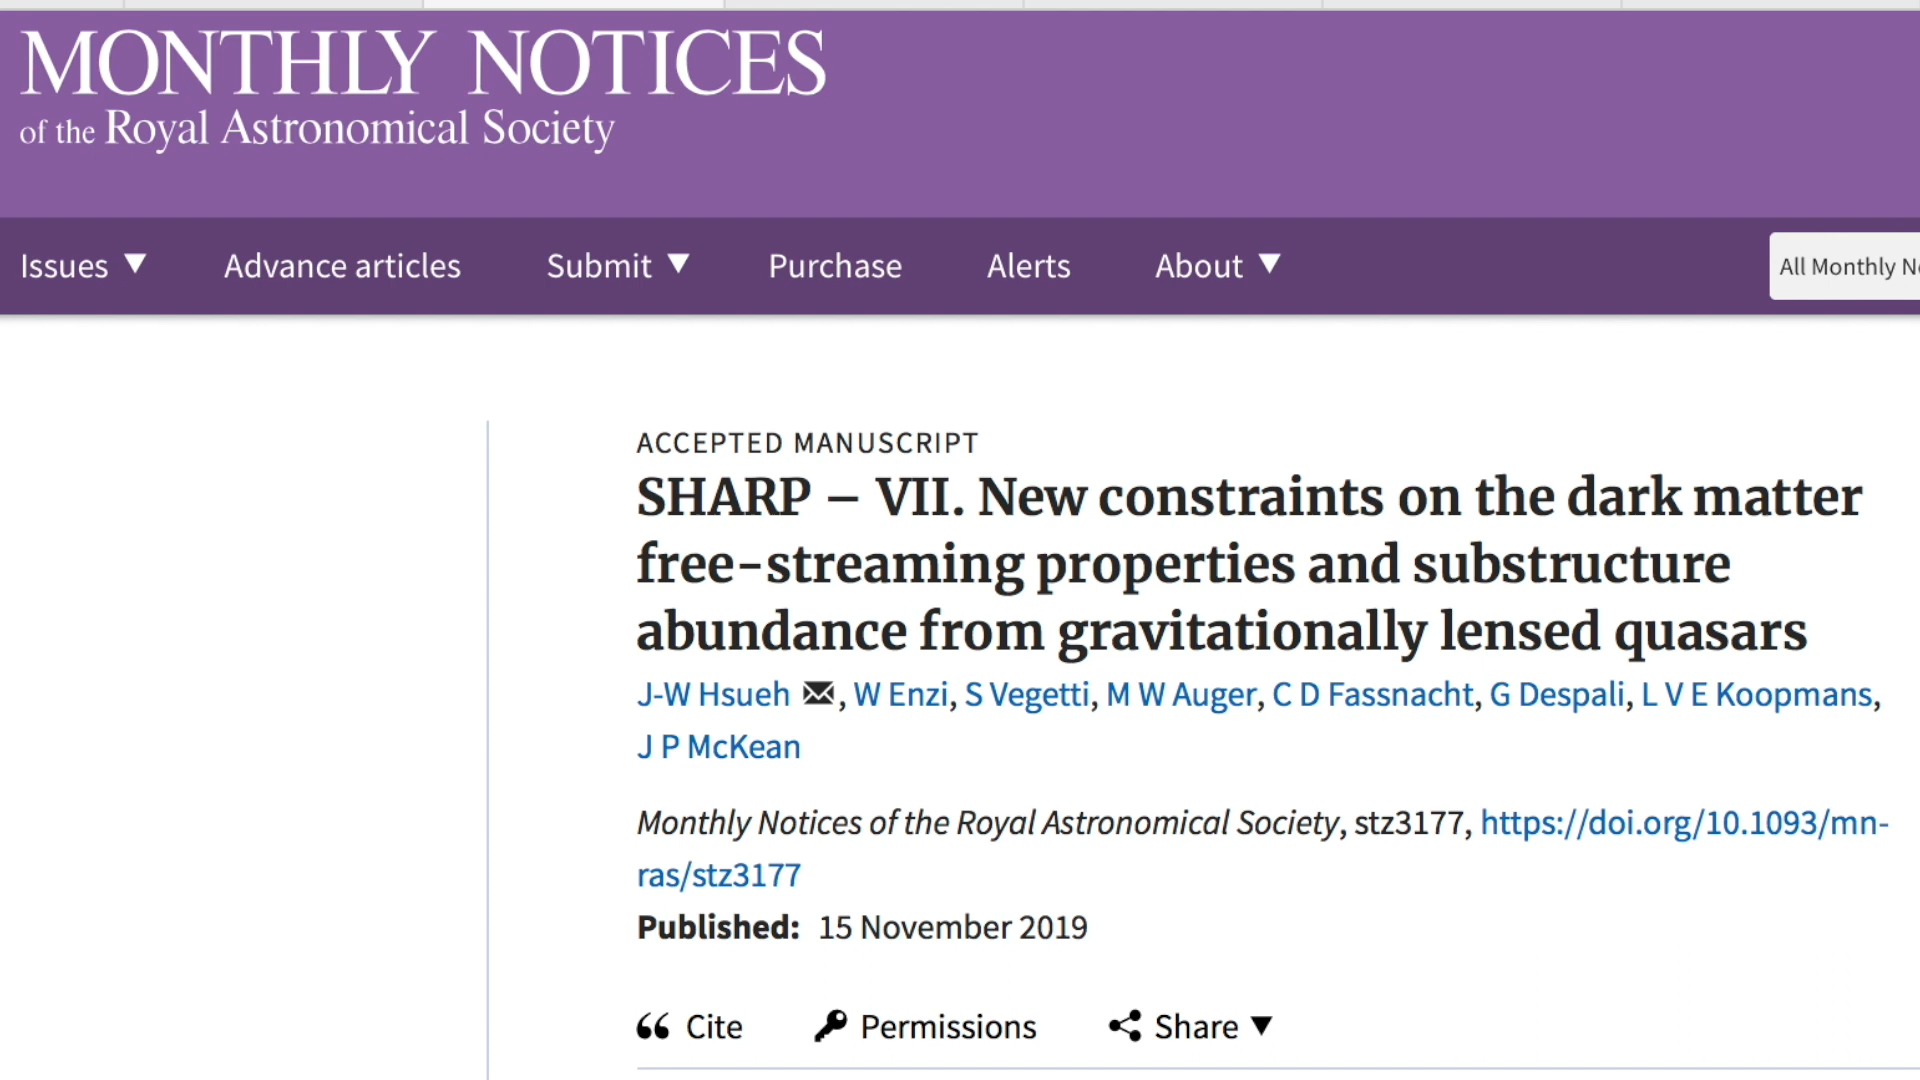 MONTHLY NOTICES
of the Royal Astronomical Society
Issues ▼ Advance articles Submit ▼ Purchase Alerts About ▼ All Monthly
ACCEPTED MANUSCRIPT
SHARP – VII. New constraints on the dark matter
free-streaming properties and substructure
abundance from gravitationally lensed quasars
J-W Hsueh ✉, W Enzi, S Vegetti, M W Auger, C D Fassnacht, G Despali, L V E Koopmans,
J P McKean
Monthly Notices of the Royal Astronomical Society, stz3177, https://doi.org/10.1093/mn-
ras/stz3177
Published: 15 November 2019
Cite Permissions Share ▼